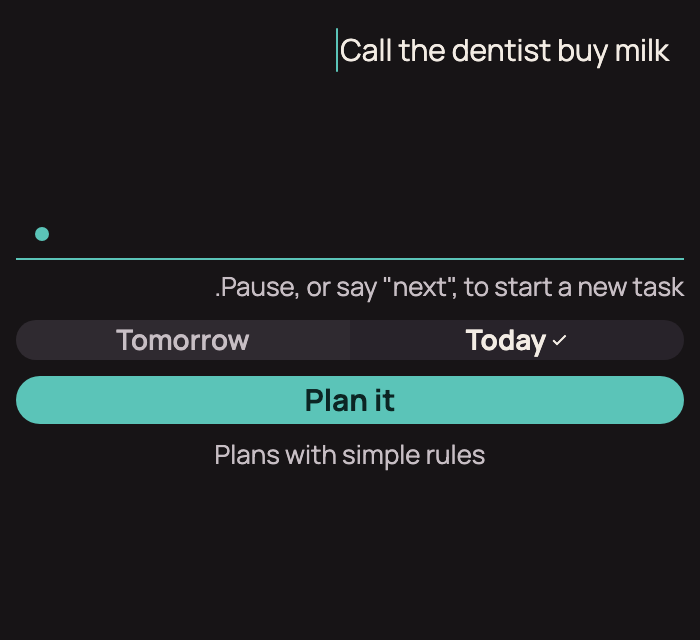 Call the dentist buy milk
.Pause, or say "next", to start a new task
Today
Tomorrow
Plan it
Plans with simple rules